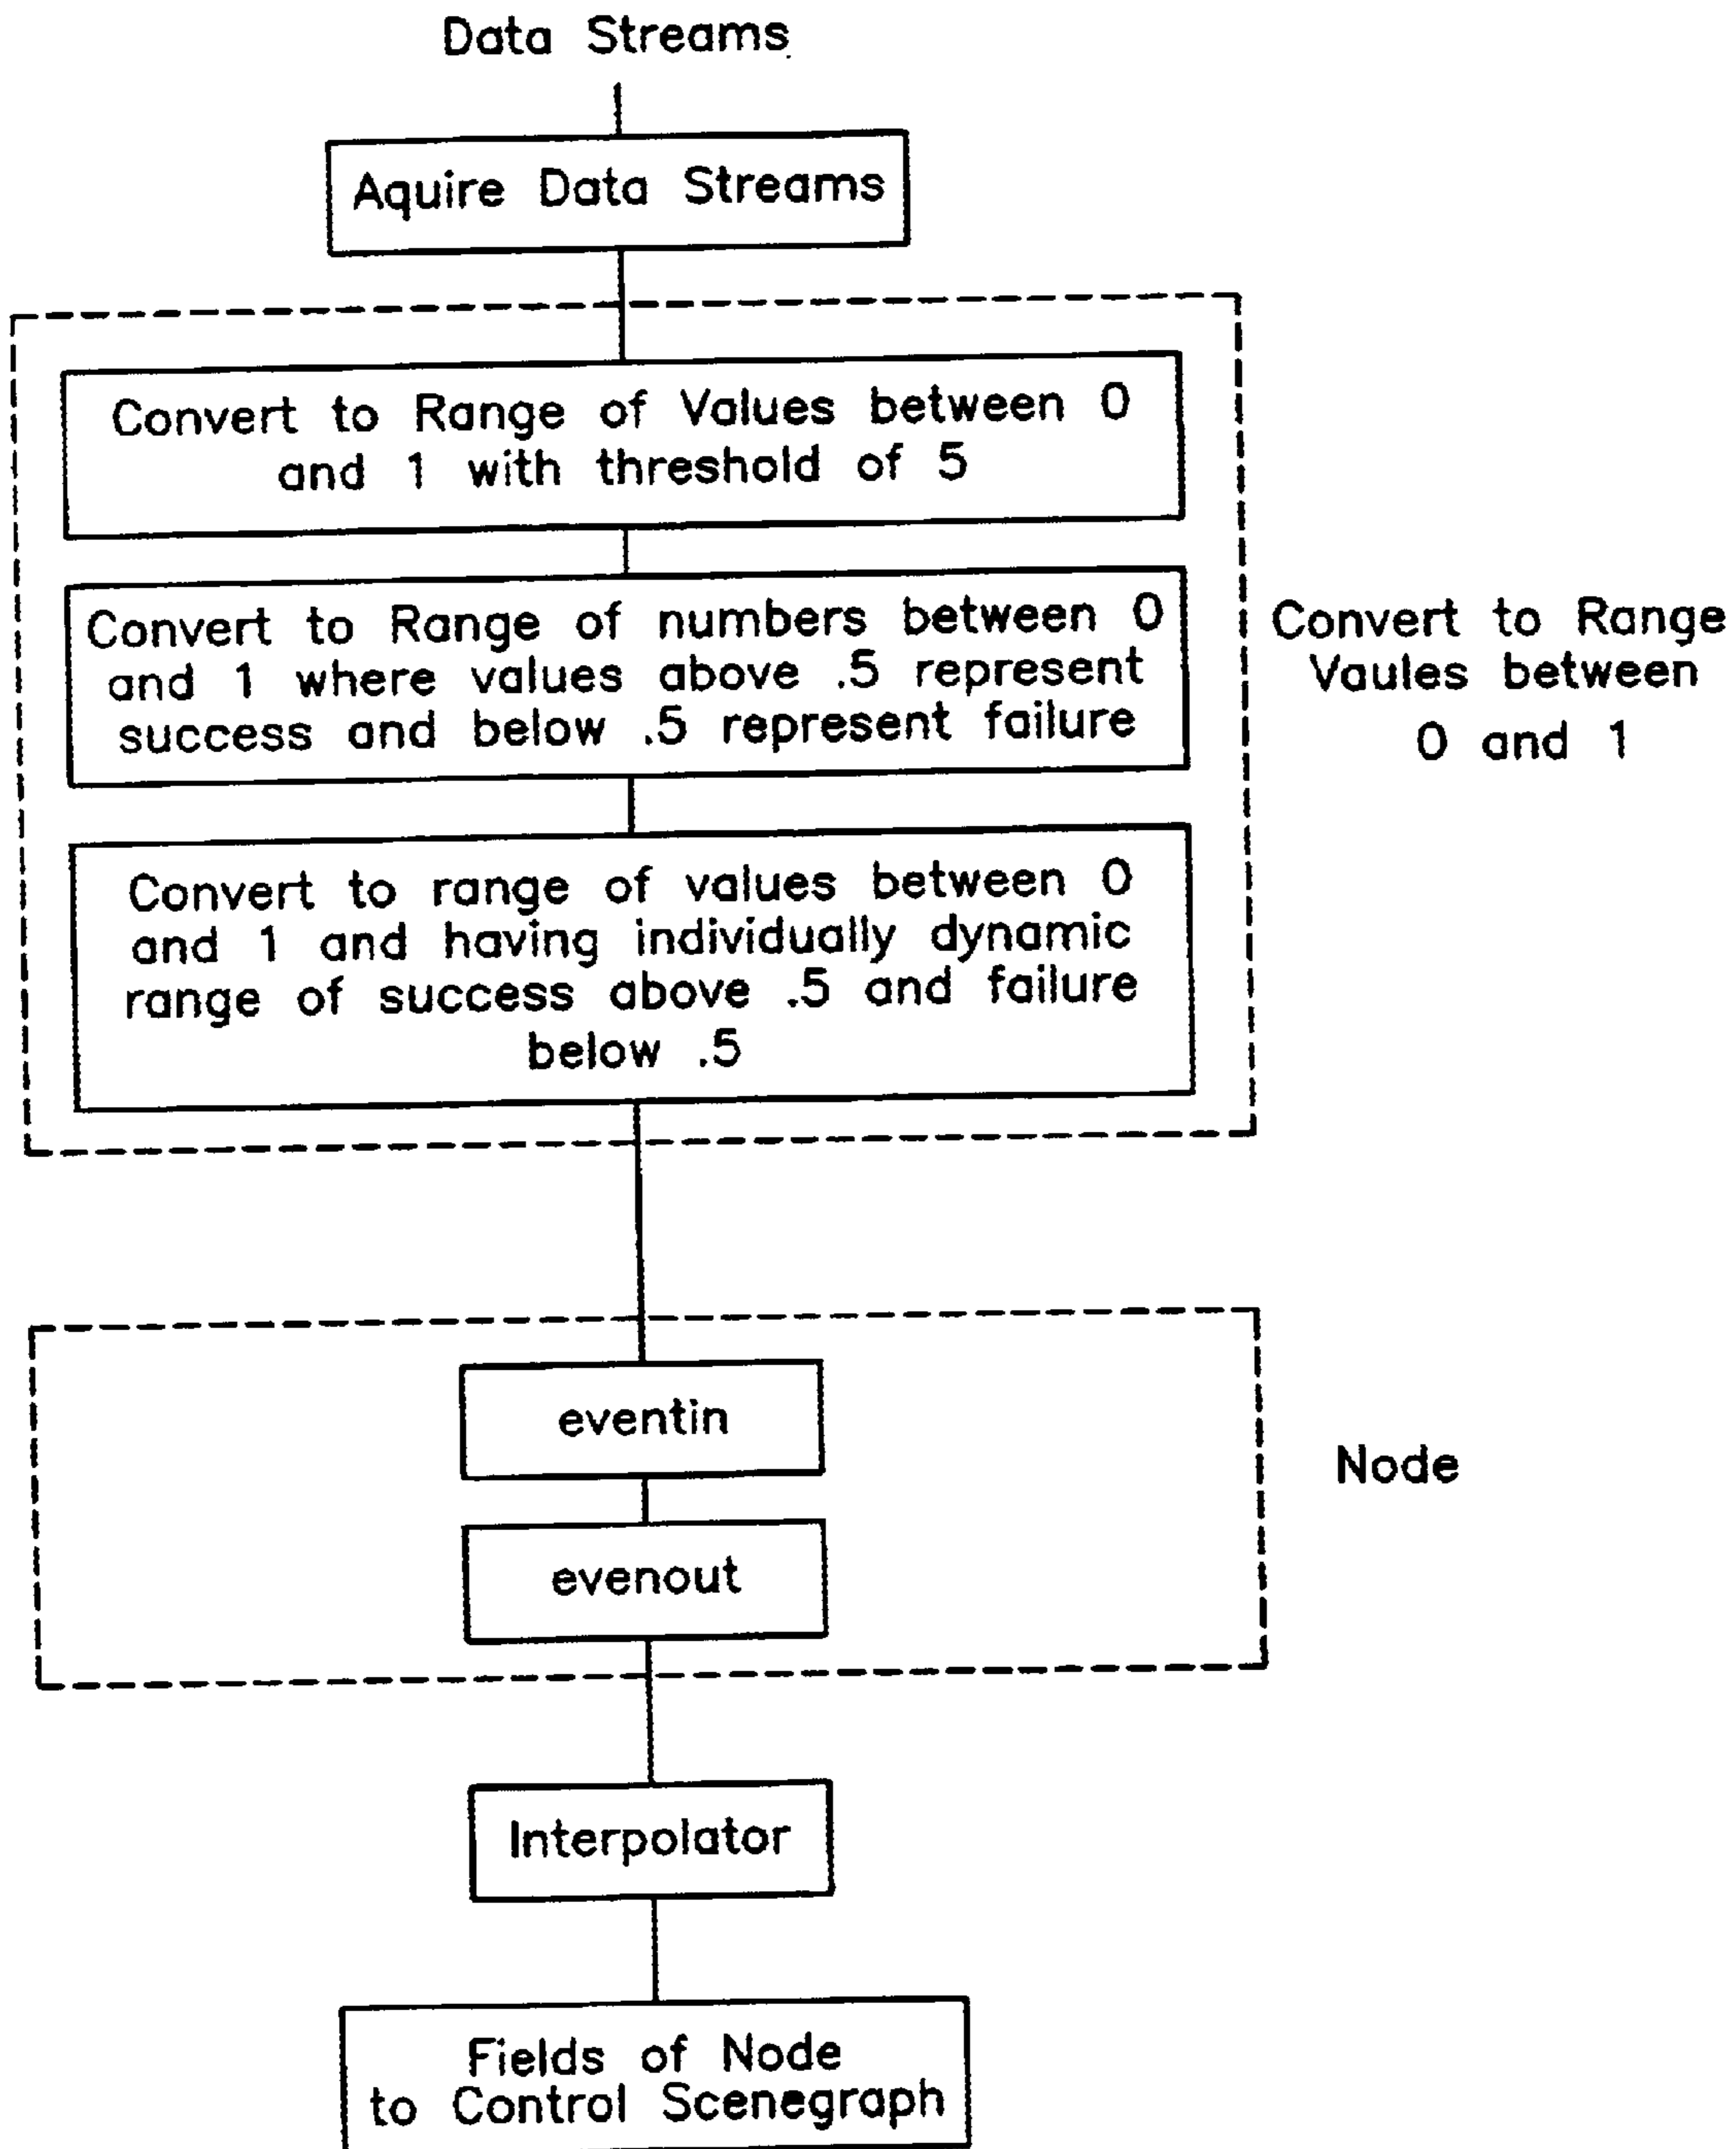 Data Streams
Aquire Data Streams
Convert to Range of Values between 0
and 1 with threshold of 5
Convert to Range of numbers between 0
and 1 where values above .5 represent
success and below .5 represent failure
Convert to Range
Vaules between
0 and 1
Convert to range of values between 0
and 1 and having individually dynamic
range of success above .5 and failure
below .5
eventin
Node
evenout
Interpolator
Fields of Node
to Control Scenegraph